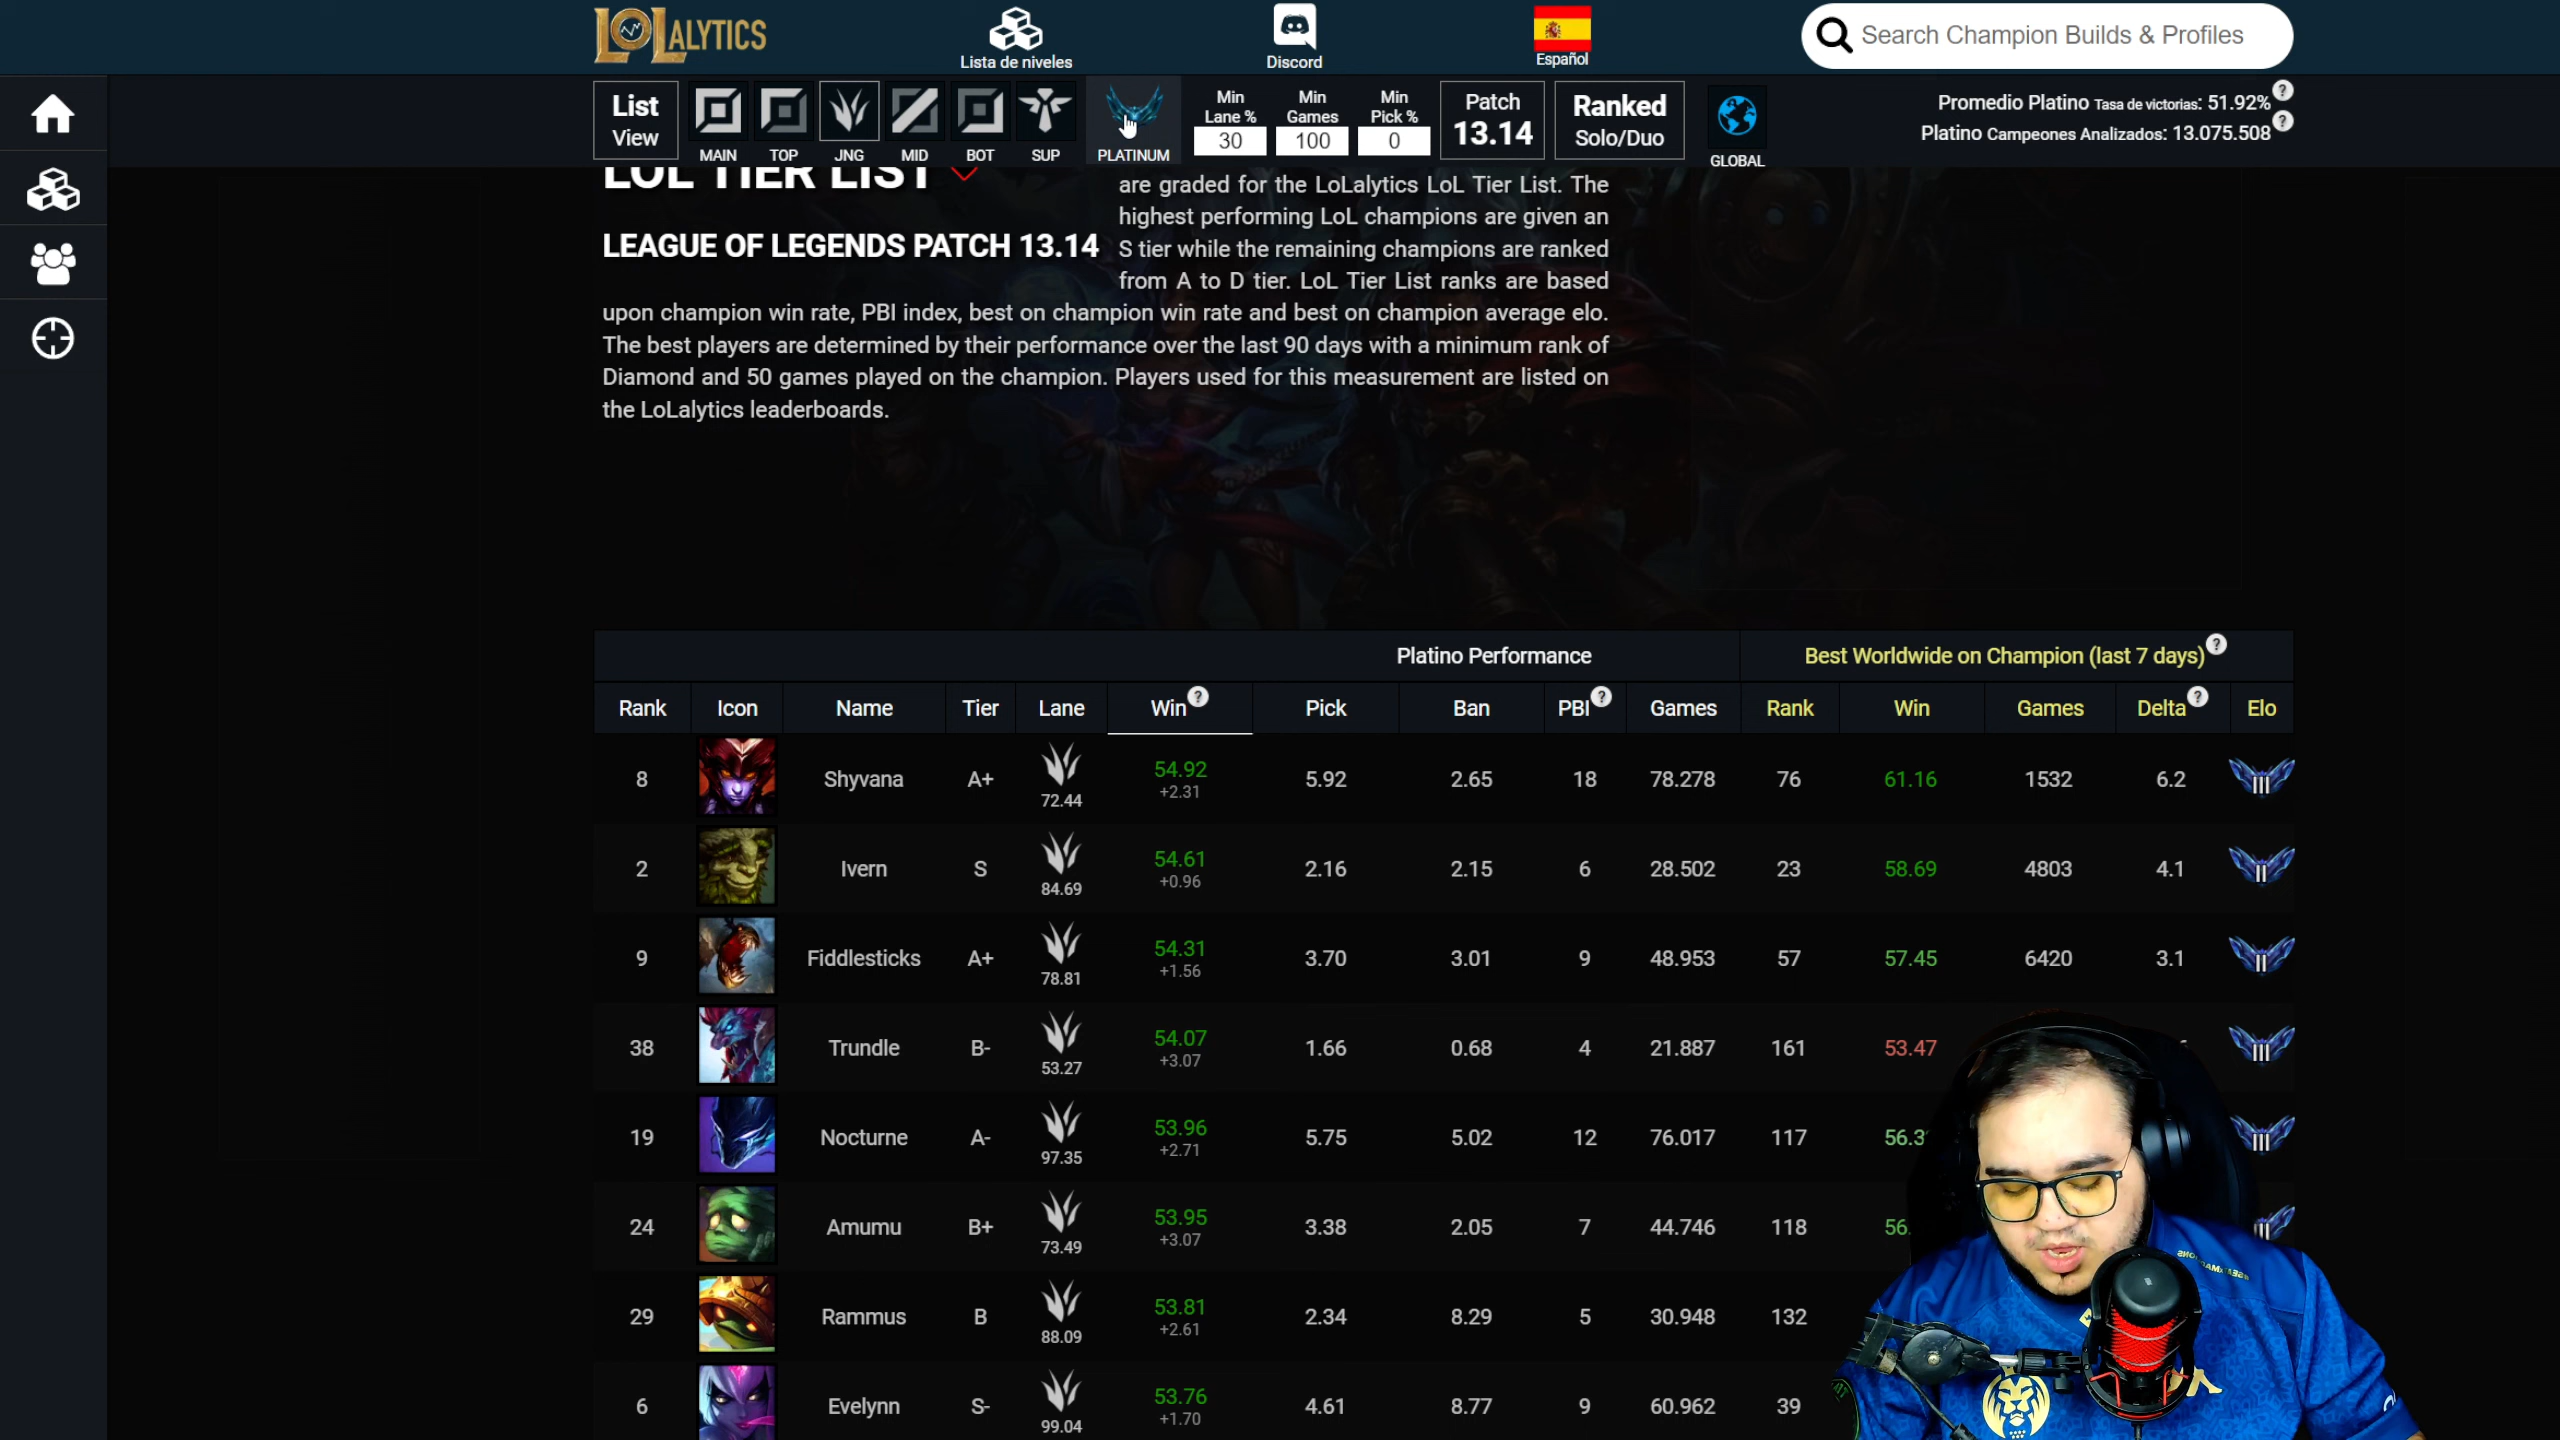 LOLALYTICS
Lista de niveles
Discord
Español
Search Champion Builds & Profiles
List
View
MAIN
TOP
JNG
MID
BOT
SUP
PLATINUM
Min
Lane %
30
Min
Games
100
Min
Pick %
0
Patch
13.14
Ranked
Solo/Duo
GLOBAL
Promedio Platino Tasa de victorias: 51.92% ?
Platino Campeones Analizados: 13.075.508 ?
LOL TIER LIST
LEAGUE OF LEGENDS PATCH 13.14
are graded for the LoLalytics LoL Tier List. The
highest performing LoL champions are given an
S tier while the remaining champions are ranked
from A to D tier. LoL Tier List ranks are based
upon champion win rate, PBI index, best on champion win rate and best on champion average elo.
The best players are determined by their performance over the last 90 days with a minimum rank of
Diamond and 50 games played on the champion. Players used for this measurement are listed on
the LoLalytics leaderboards.
Platino Performance Best Worldwide on Champion (last 7 days) ?
Rank Icon Name Tier Lane Win ? Pick Ban PBI ? Games Rank Win Games Delta ? Elo
8 Shyvana A+ 72.44 54.92 +2.31 5.92 2.65 18 78.278 76 61.16 1532 6.2 III
2 Ivern S 84.69 54.61 +0.96 2.16 2.15 6 28.502 23 58.69 4803 4.1 II
9 Fiddlesticks A+ 78.81 54.31 +1.56 3.70 3.01 9 48.953 57 57.45 6420 3.1 II
38 Trundle B- 53.27 54.07 +3.07 1.66 0.68 4 21.887 161 53.47 III
19 Nocturne A- 97.35 53.96 +2.71 5.75 5.02 12 76.017 117 56.3 III
24 Amumu B+ 73.49 53.95 +3.07 3.38 2.05 7 44.746 118 56.
29 Rammus B 88.09 53.81 +2.61 2.34 8.29 5 30.948 132
6 Evelynn S- 99.04 53.76 +1.70 4.61 8.77 9 60.962 39